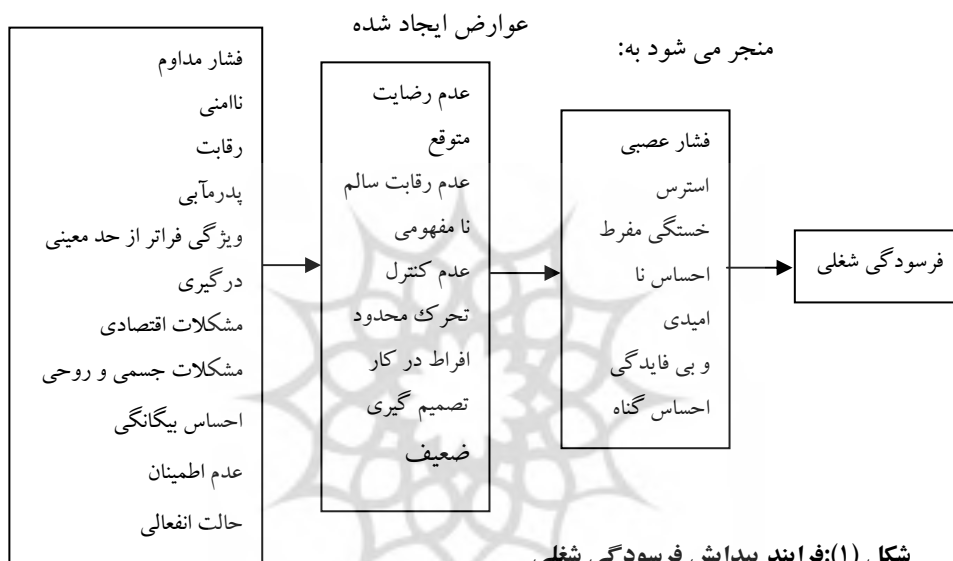 عوارض ایجاد شده
منجر می شود به:
فشار مداوم
ناامنی
رقابت
پدرمآبی
ویژگی فراتر از حد معینی
درگیری
مشکلات اقتصادی
مشکلات جسمی و روحی
احساس بیگانگی
عدم اطمینان
حالت انفعالی
عدم رضایت
متوقع
عدم رقابت سالم
نا مفهومی
عدم کنترل
تحرک محدود
افراط در کار
تصمیم گیری
ضعیف
فشار عصبی
استرس
خستگی مفرط
احساس نا
امیدی
و بی فایدگی
احساس گناه
فرسودگی شغلی
شکل (۱):فرایند پیدایش فرسودگی شغلی